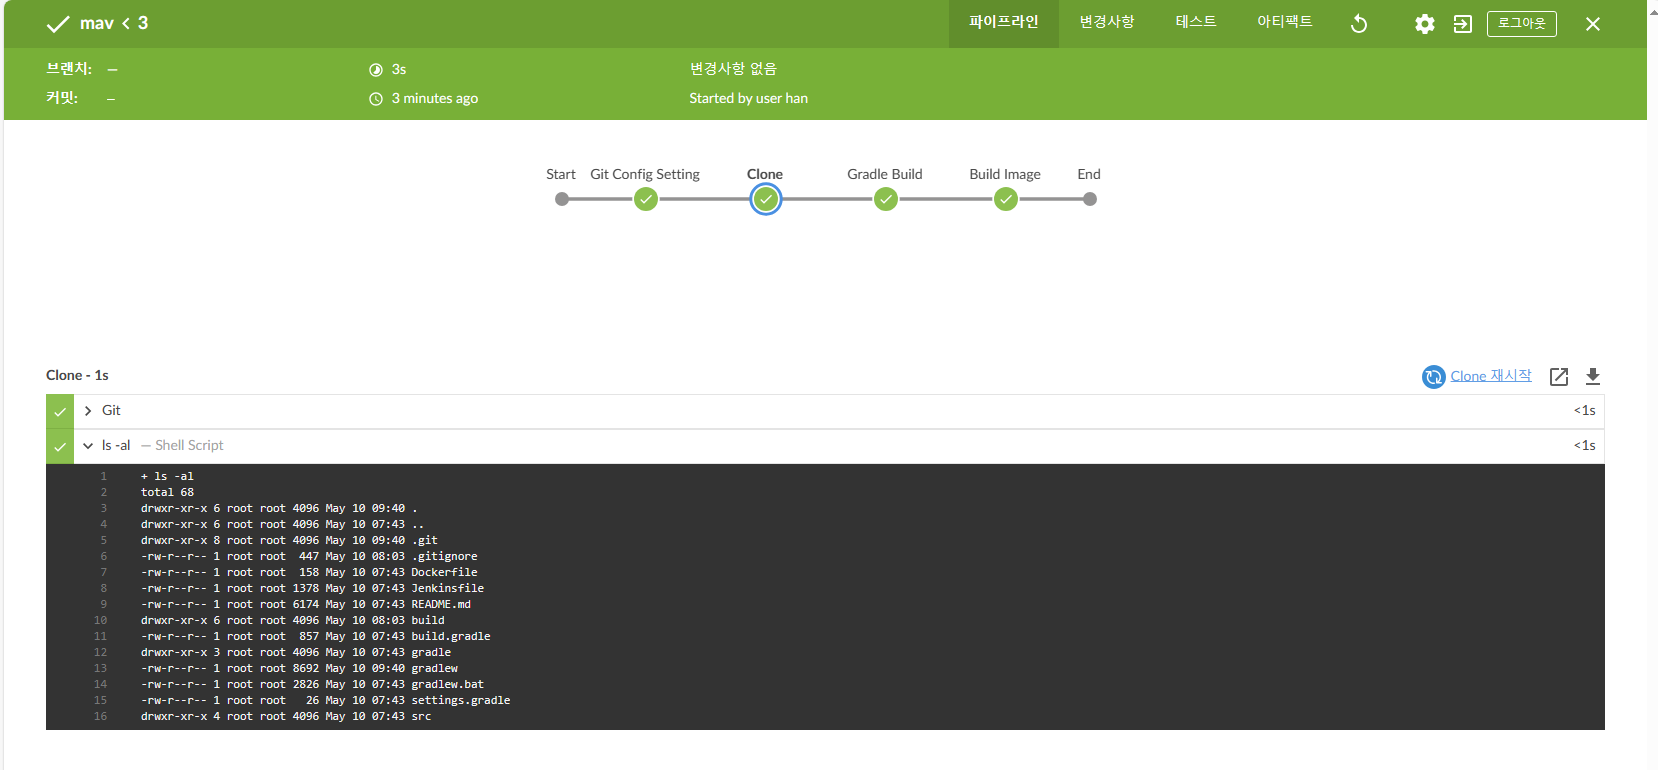 mav < 3
파이프라인 변경사항 테스트 아티팩트 로그아웃
브랜치: — 3s 변경사항 없음
커밋: — 3 minutes ago Started by user han
Start Git Config Setting Clone Gradle Build Build Image End
Clone - 1s Clone 재시작
Git <1s
ls -al — Shell Script <1s
1 + ls -al
2 total 68
3 drwxr-xr-x 6 root root 4096 May 10 09:40 .
4 drwxr-xr-x 6 root root 4096 May 10 07:43 ..
5 drwxr-xr-x 8 root root 4096 May 10 09:40 .git
6 -rw-r--r-- 1 root root  447 May 10 08:03 .gitignore
7 -rw-r--r-- 1 root root  158 May 10 07:43 Dockerfile
8 -rw-r--r-- 1 root root 1378 May 10 07:43 Jenkinsfile
9 -rw-r--r-- 1 root root 6174 May 10 07:43 README.md
10 drwxr-xr-x 6 root root 4096 May 10 08:03 build
11 -rw-r--r-- 1 root root  857 May 10 07:43 build.gradle
12 drwxr-xr-x 3 root root 4096 May 10 07:43 gradle
13 -rw-r--r-- 1 root root 8692 May 10 09:40 gradlew
14 -rw-r--r-- 1 root root 2826 May 10 07:43 gradlew.bat
15 -rw-r--r-- 1 root root   26 May 10 07:43 settings.gradle
16 drwxr-xr-x 4 root root 4096 May 10 07:43 src